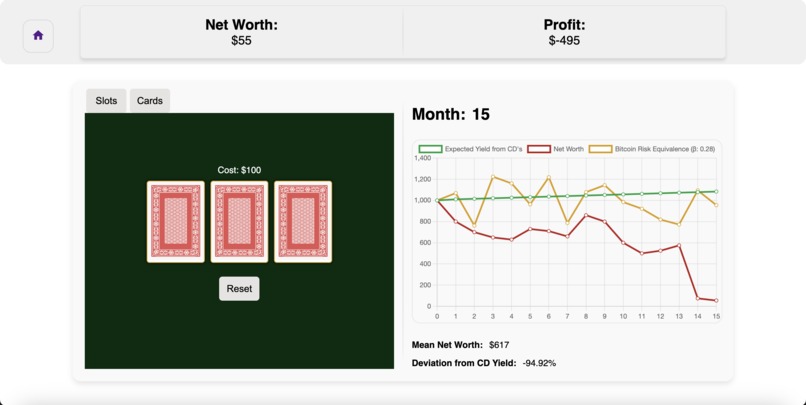 Net Worth:
$55
Profit:
$-495
Slots
Cards
Cost: $100
Reset
Month: 15
Expected Yield from CD's
Net Worth
Bitcoin Risk Equivalence (β: 0.28)
1,400
1,200
1,000
800
600
400
200
0
0 1 2 3 4 5 6 7 8 9 10 11 12 13 14 15
Mean Net Worth: $617
Deviation from CD Yield: -94.92%